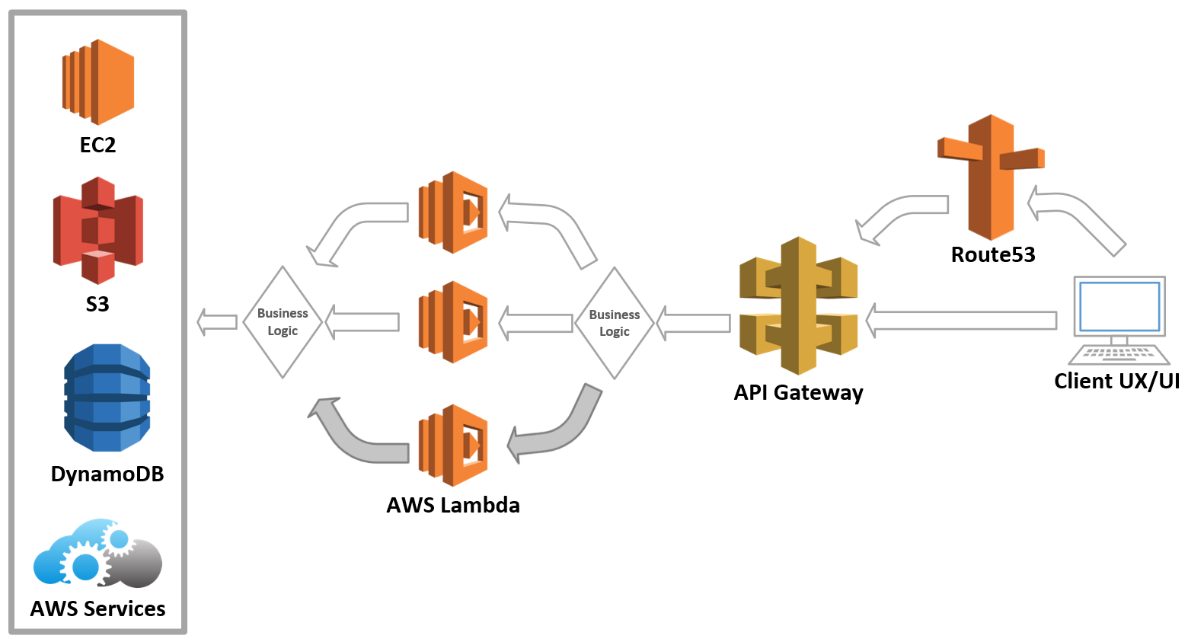 EC2
S3
DynamoDB
AWS Services
Business
Logic
AWS Lambda
Business
Logic
API Gateway
Route53
Client UX/UI